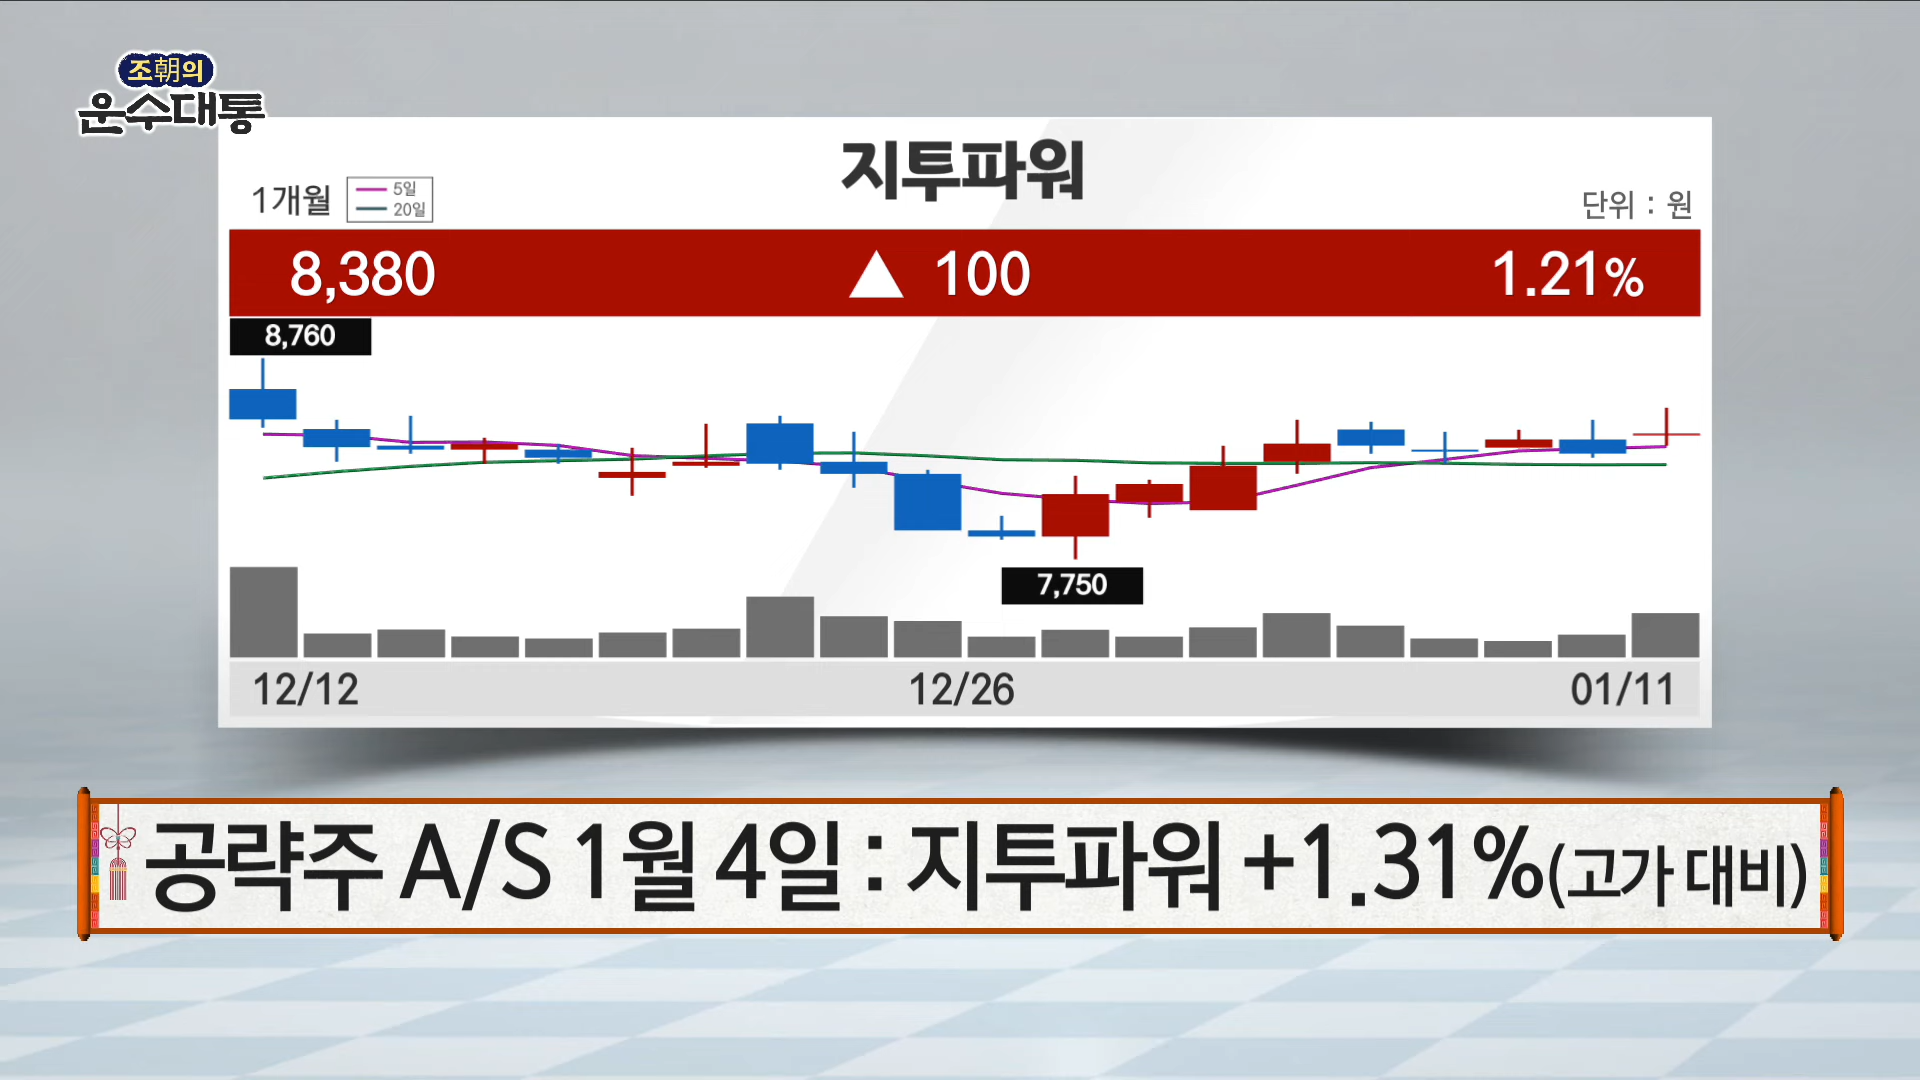 조朝의
운수대통
지투파워
1개월
5일
20일
단위 : 원
8,380 ▲ 100 1.21%
8,760
7,750
12/12 12/26 01/11
공략주 A/S 1월 4일 : 지투파워 +1.31%(고가 대비)